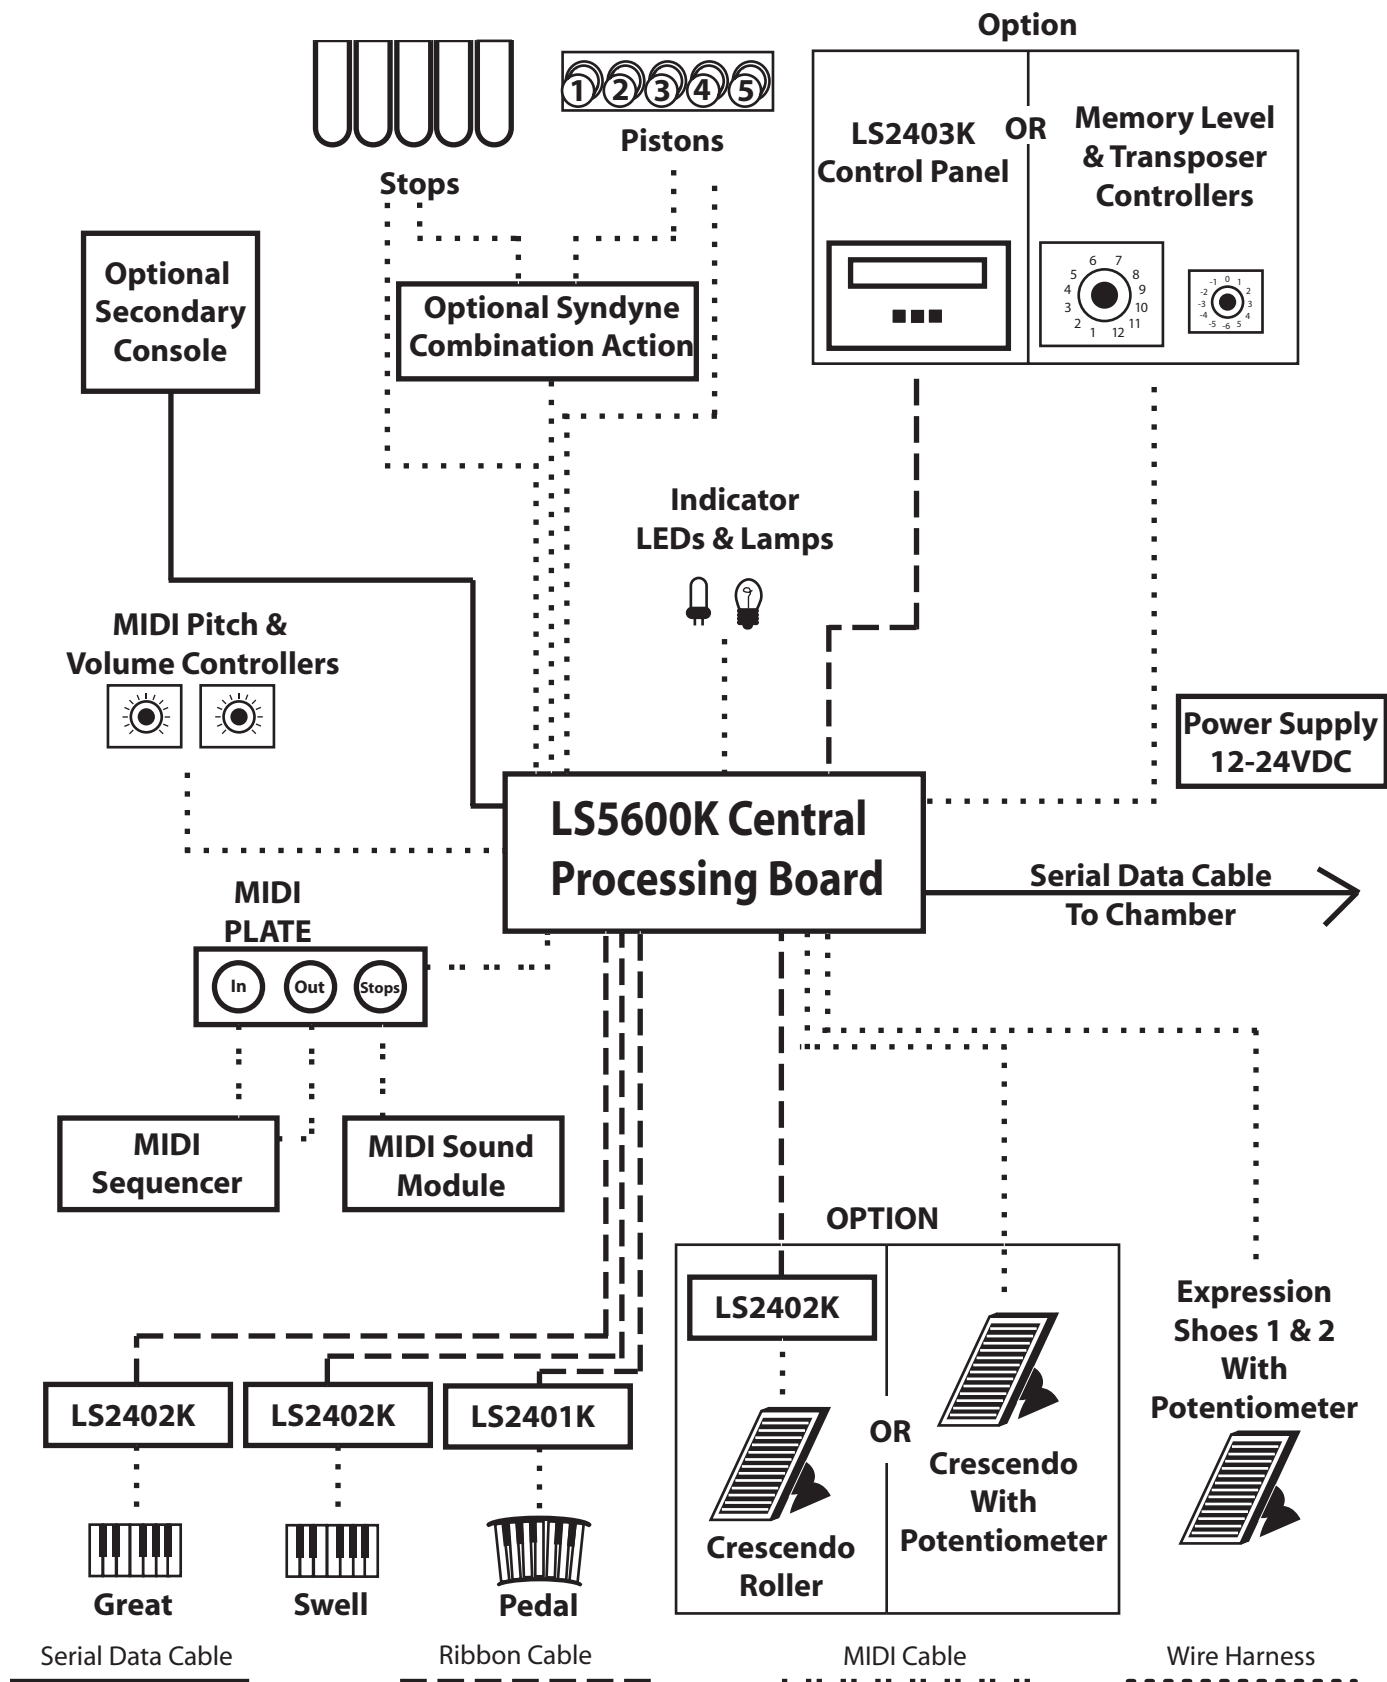 Option
1 2 3 4 5
Pistons
Stops
LS2403K
Control Panel
OR
Memory Level
& Transposer
Controllers
6 7
5 8
4 9
3 10
2 11
1 12
-1 0 1
-2 2
-3 3
-4 4
-5 -6 5
Optional
Secondary
Console
Optional Syndyne
Combination Action
Indicator
LEDs & Lamps
MIDI Pitch &
Volume Controllers
Power Supply
12-24VDC
LS5600K Central
Processing Board
Serial Data Cable
To Chamber
MIDI
PLATE
In Out Stops
MIDI
Sequencer
MIDI Sound
Module
OPTION
LS2402K
Crescendo
Roller
OR
Crescendo
With
Potentiometer
Expression
Shoes 1 & 2
With
Potentiometer
LS2402K
LS2402K
LS2401K
Great
Swell
Pedal
Serial Data Cable
Ribbon Cable
MIDI Cable
Wire Harness